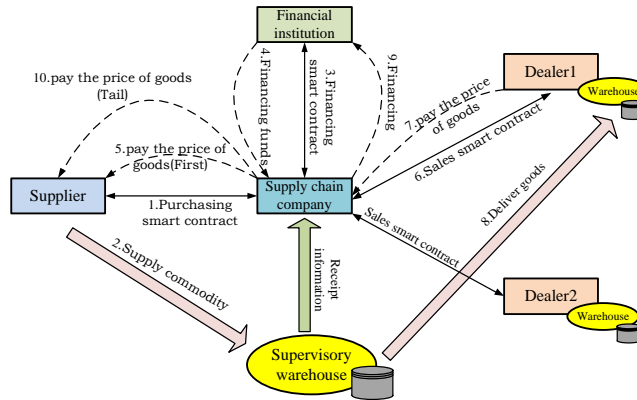 Financial
institution
10.pay the price of goods
(Tail)
4.Financing funds
3.Financing
smart contract
9.Financing
Dealer1
Warehouse
7.pay the price
of goods
5.pay the price of
goods(First)
6.Sales smart contract
Supplier
Supply chain
company
1.Purchasing
smart contract
8.Deliver goods
Sales smart contract
2.Supply commodity
Receipt
information
Dealer2
Warehouse
Supervisory
warehouse